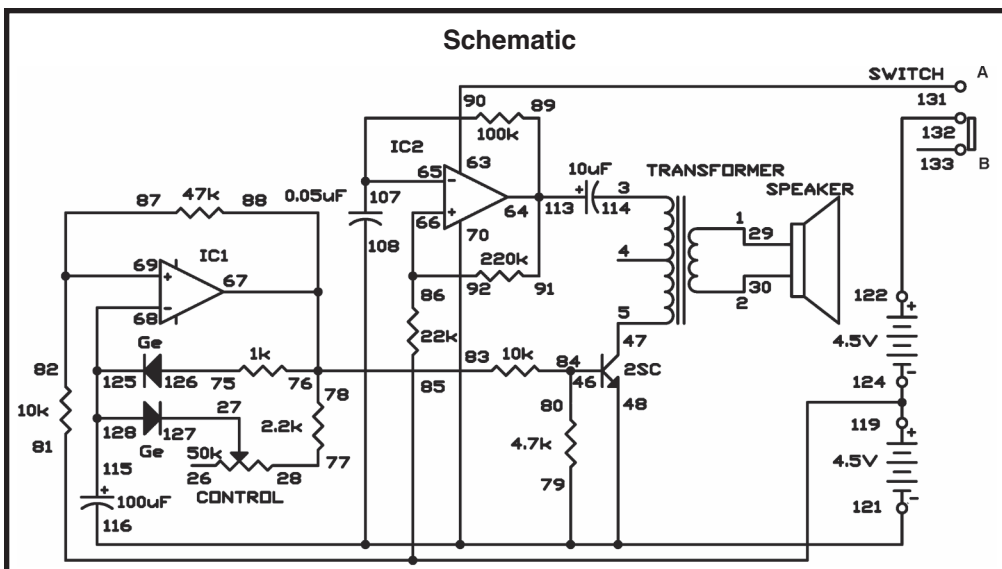 Schematic
SWITCH A
131
132
133
B
90 89
100k
IC2
63
65
-
+
66
64
70
107
0.05uF
108
10uF
+
113
114
3
TRANSFORMER
SPEAKER
1
29
30
2
4
5
87 47k 88
IC1
69
+
67
-
68
220k
92 91
86
22k
85
Ge
125 126
1k
75 76
83 10k 84
46
47
2SC
48
82
10k
81
128 127
Ge
27
78
2.2k
77
50k
26 28
CONTROL
115
+
100uF
116
80
4.7k
79
122
+
4.5V
-
124
119
+
4.5V
121
-